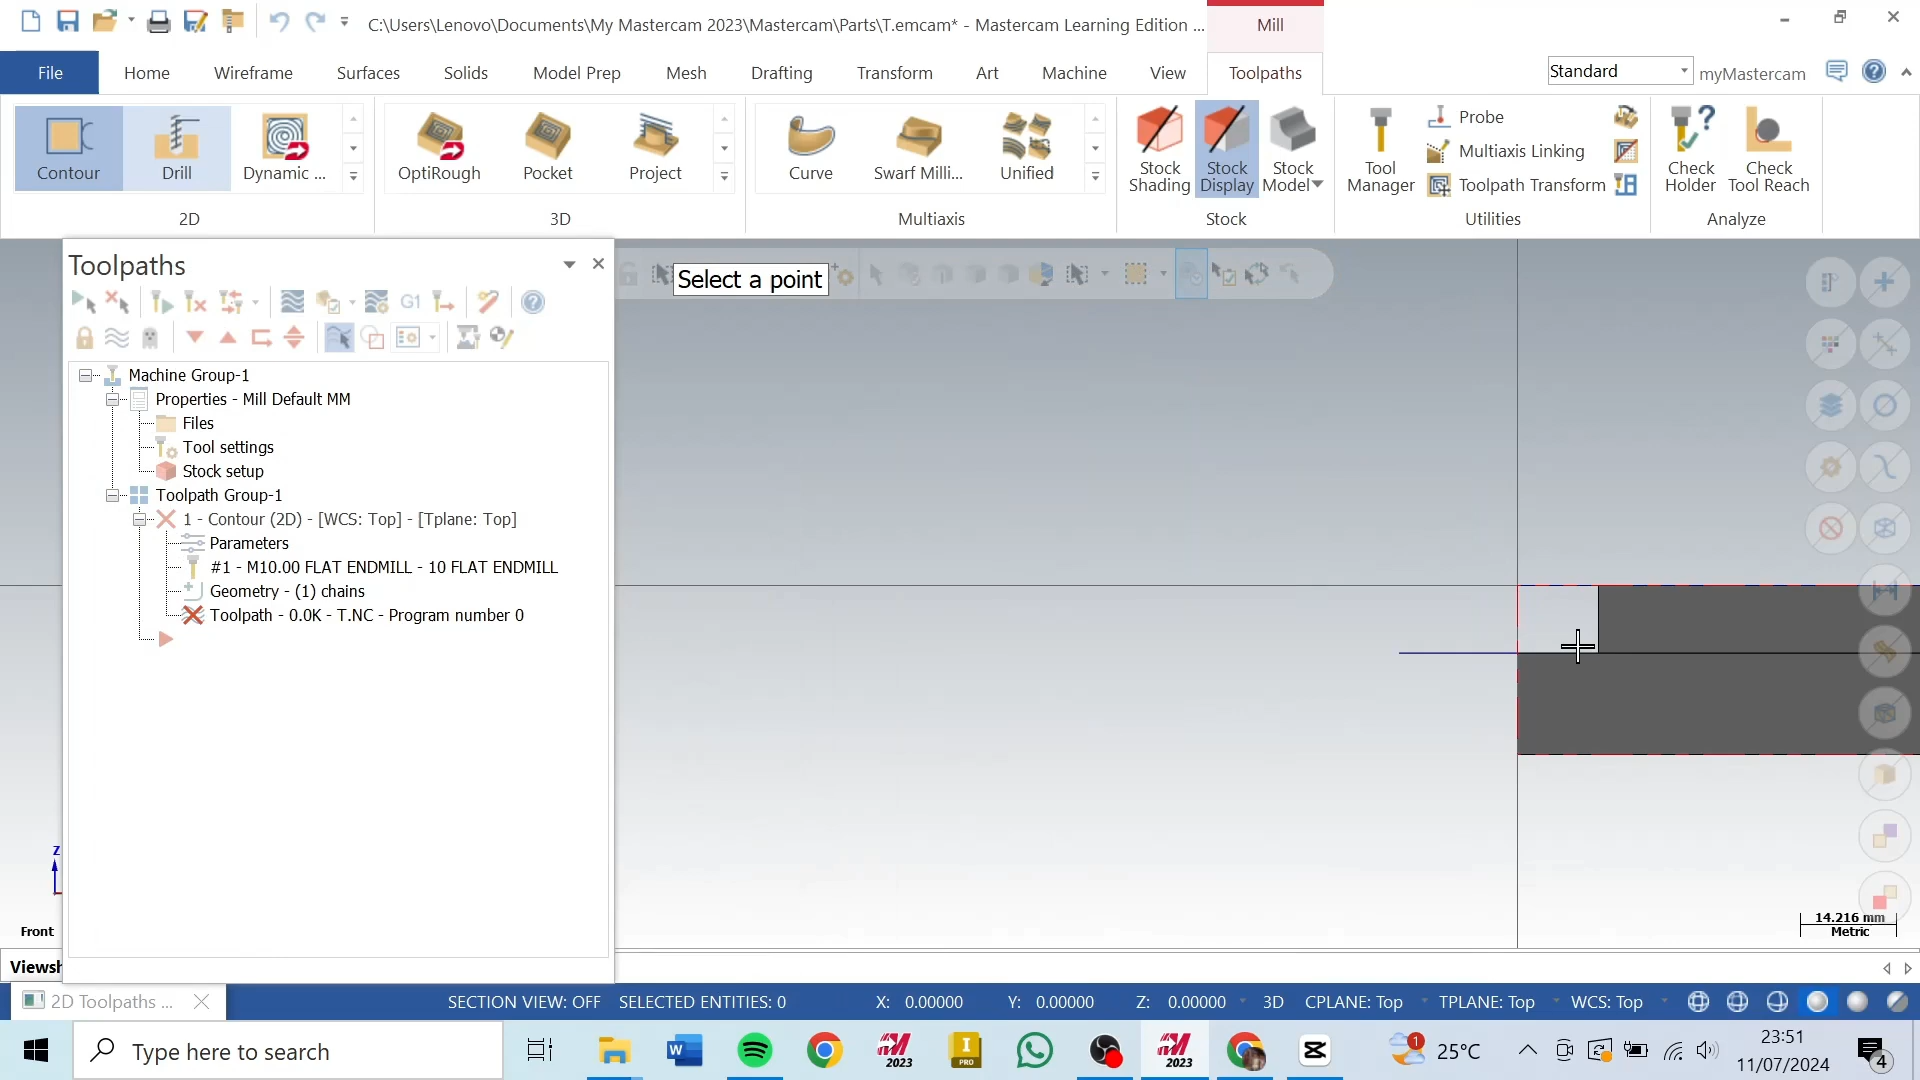 C:\Users\Lenovo\Documents\My Mastercam 2023\Mastercam\Parts\T.emcam* - Mastercam Learning Edition ...
Mill
File
Home
Wireframe
Surfaces
Solids
Model Prep
Mesh
Drafting
Transform
Art
Machine
View
Toolpaths
Standard
myMastercam
Contour
Drill
Dynamic ...
2D
OptiRough
Pocket
Project
3D
Curve
Swarf Milli...
Unified
Multiaxis
Stock Shading
Stock Display
Stock Model
Stock
Tool Manager
Probe
Multiaxis Linking
Toolpath Transform
Utilities
Check Holder
Check Tool Reach
Analyze
Toolpaths
Select a point
G1
Machine Group-1
Properties - Mill Default MM
Files
Tool settings
Stock setup
Toolpath Group-1
1 - Contour (2D) - [WCS: Top] - [Tplane: Top]
Parameters
#1 - M10.00 FLAT ENDMILL - 10 FLAT ENDMILL
Geometry - (1) chains
Toolpath - 0.0K - T.NC - Program number 0
Z
Front
14.216 mm
Metric
Viewsh
2D Toolpaths ...
SECTION VIEW: OFF
SELECTED ENTITIES: 0
X: 0.00000
Y: 0.00000
Z: 0.00000
3D
CPLANE: Top
TPLANE: Top
WCS: Top
Type here to search
2023
PRO
2023
1
25°C
23:51
11/07/2024
4